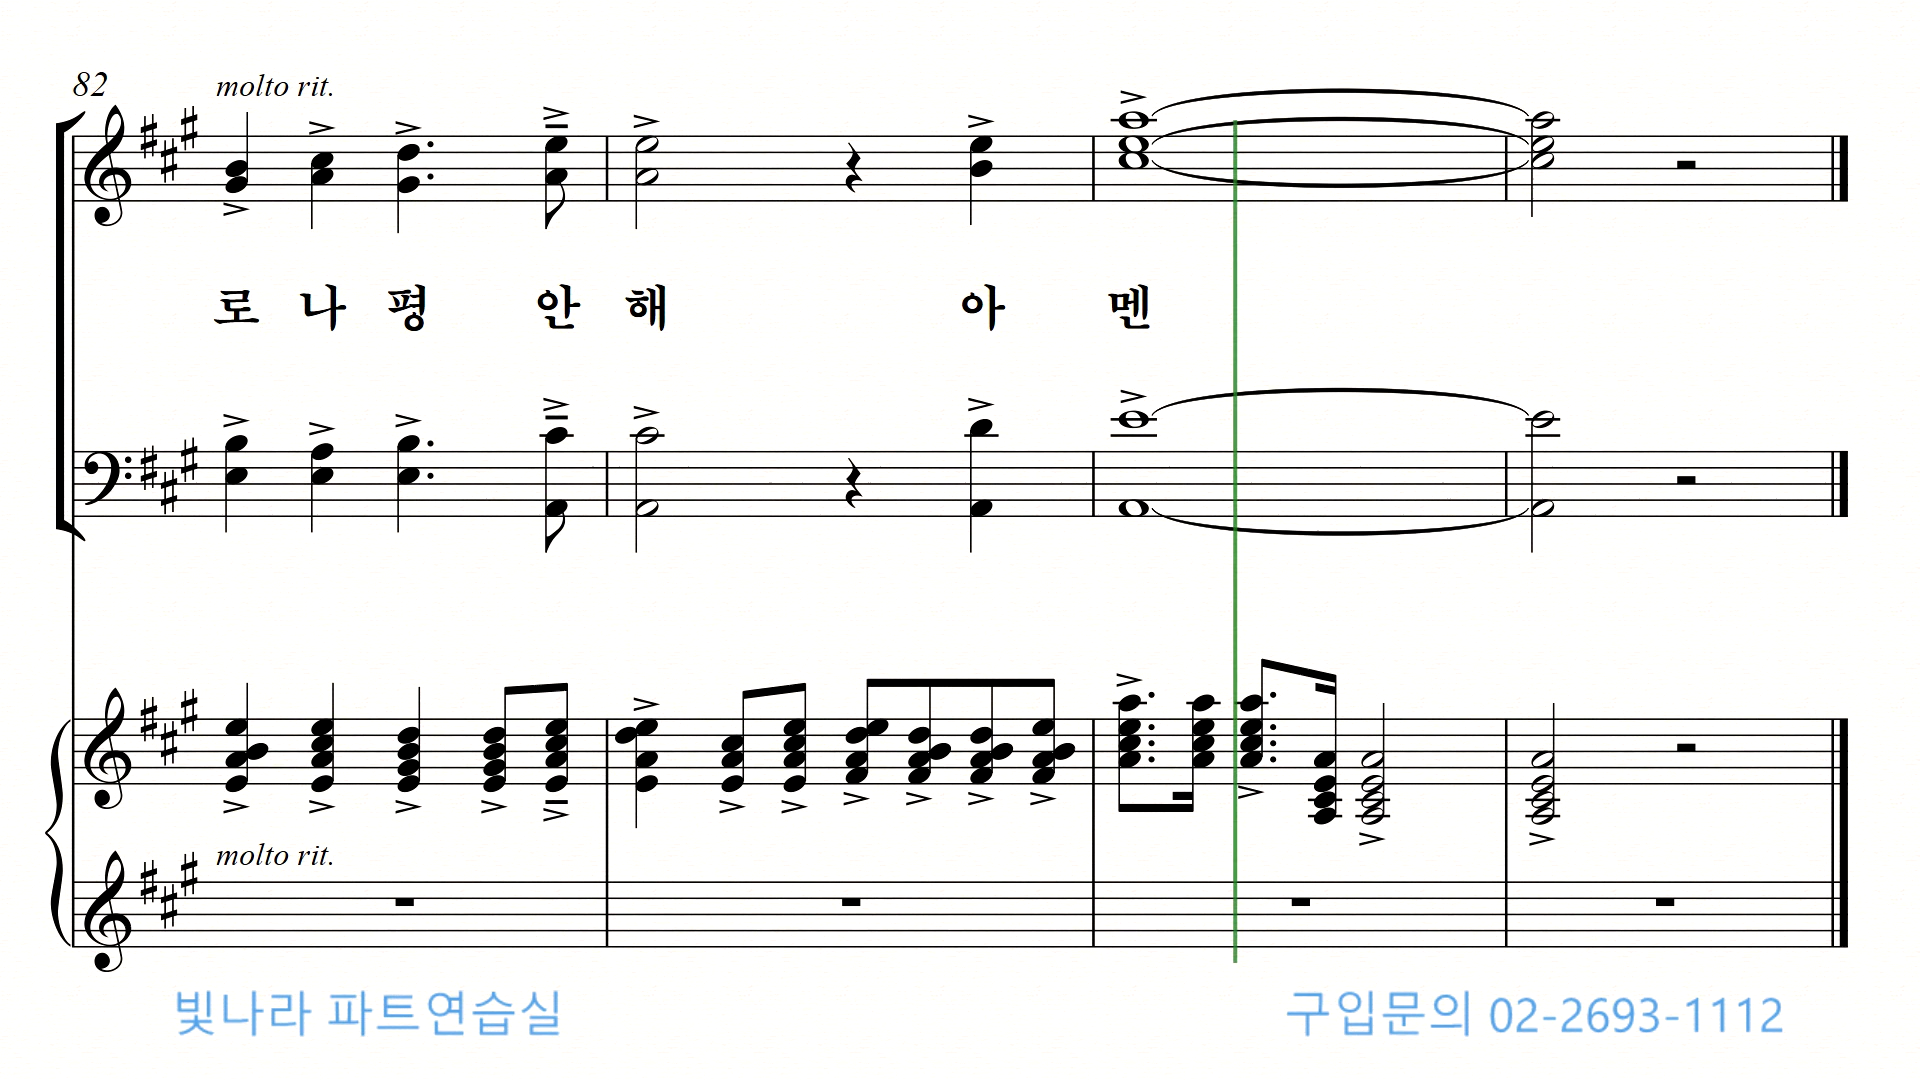 82
molto rit.
로 나 평 안 해 아 멘
molto rit.
빛나라 파트연습실
구입문의 02-2693-1112